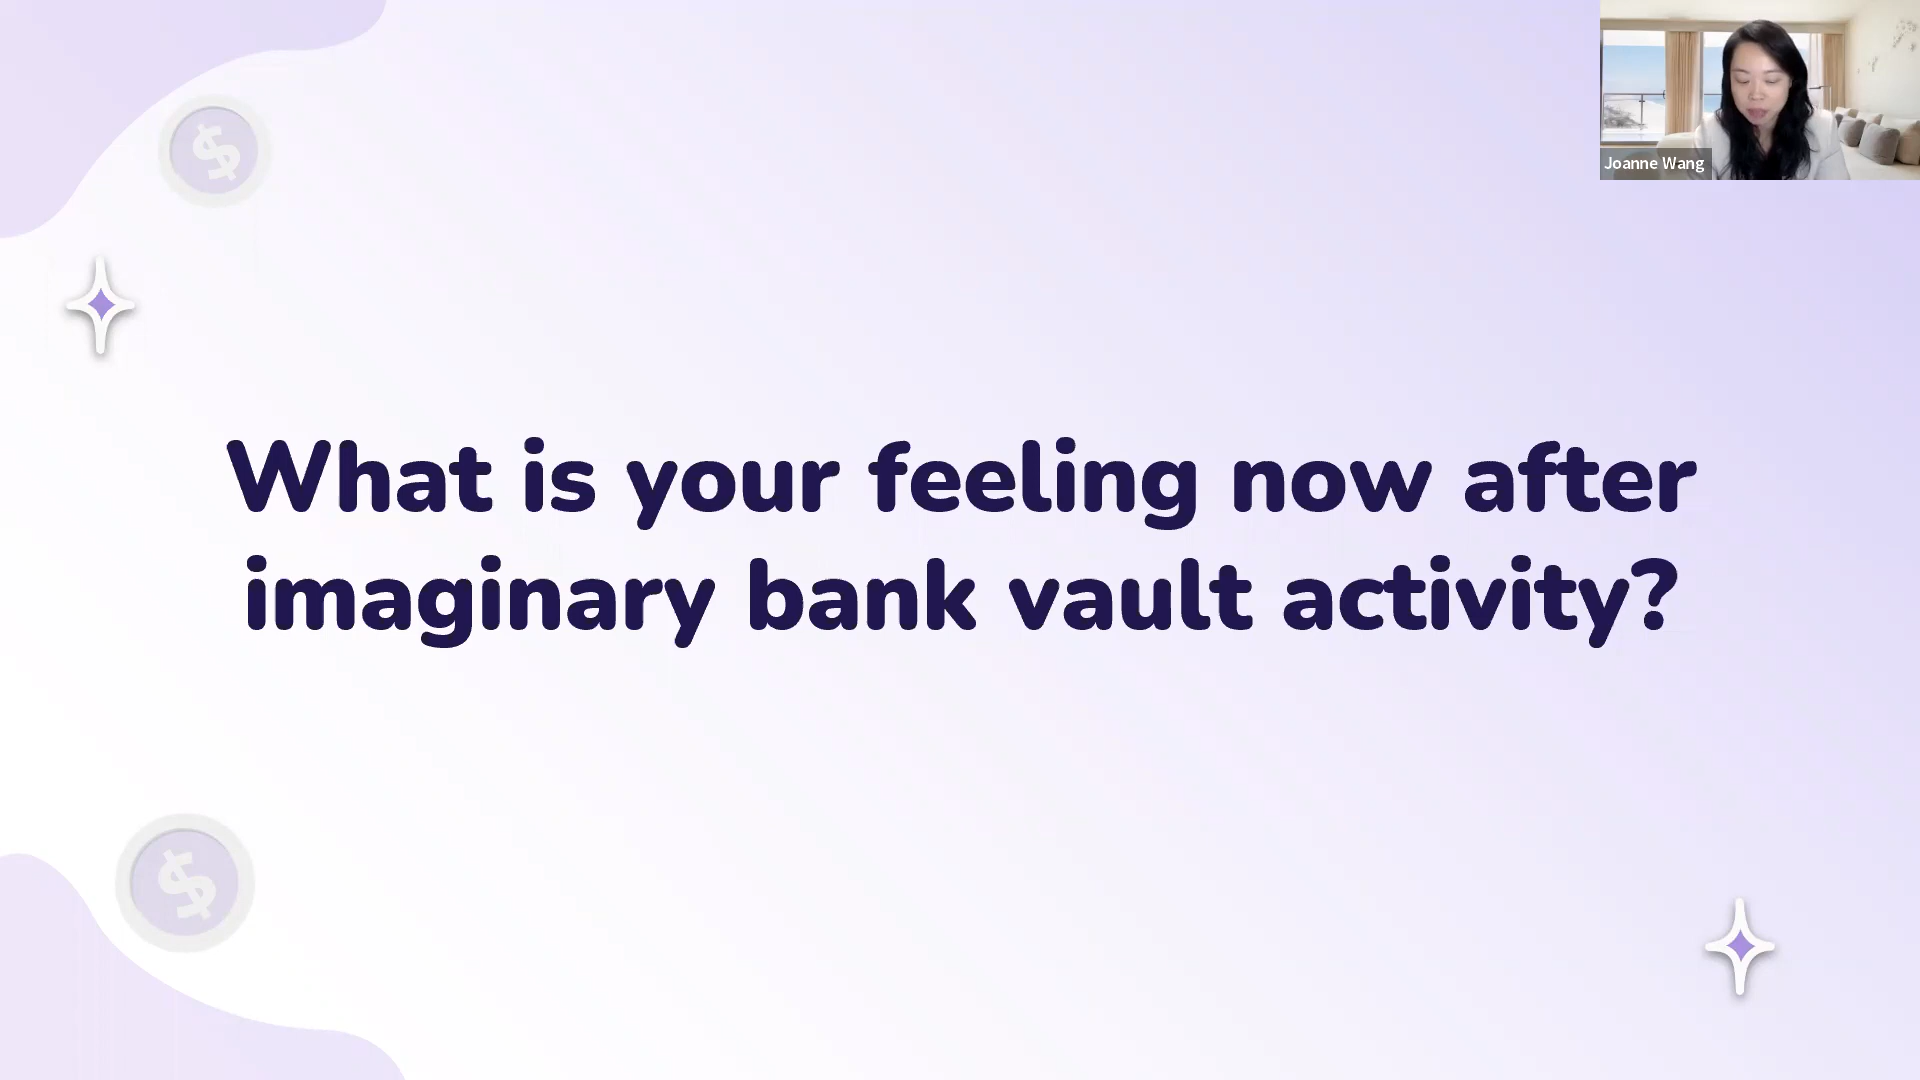 Joanne Wang
What is your feeling now after
imaginary bank vault activity?
$
$